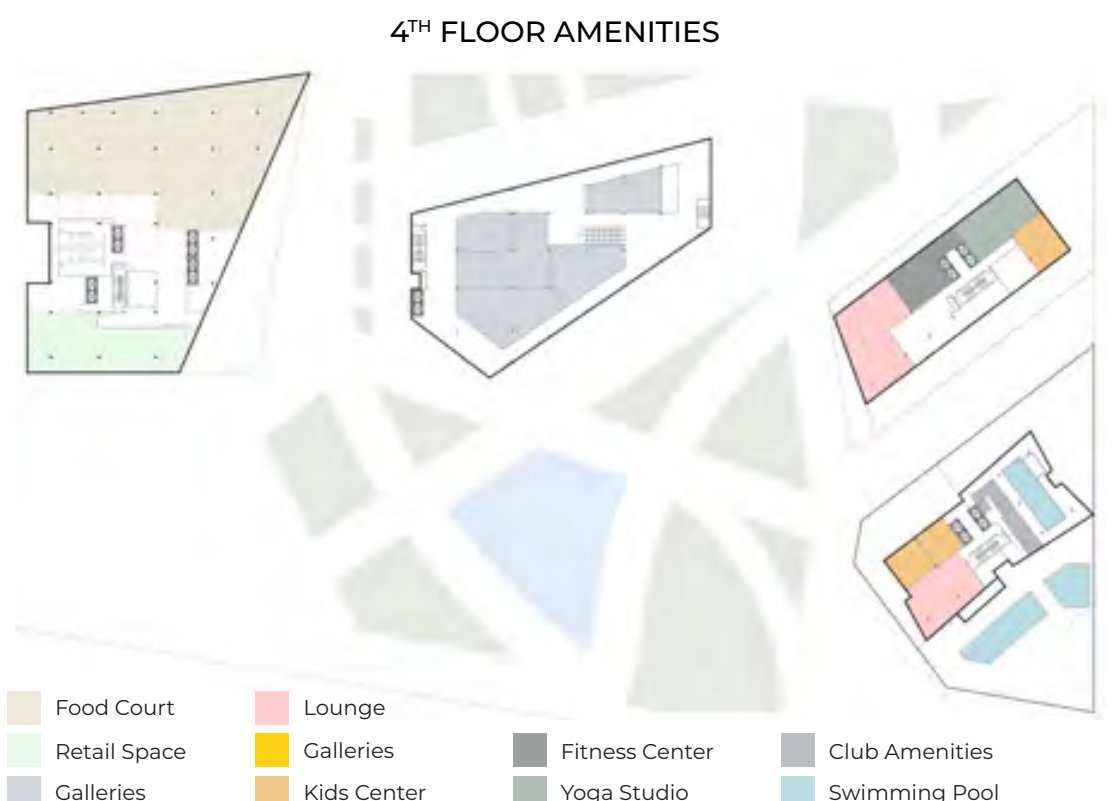 4TH FLOOR AMENITIES
Food Court
Lounge
Retail Space
Galleries
Fitness Center
Club Amenities
Galleries
Kids Center
Yoga Studio
Swimming Pool